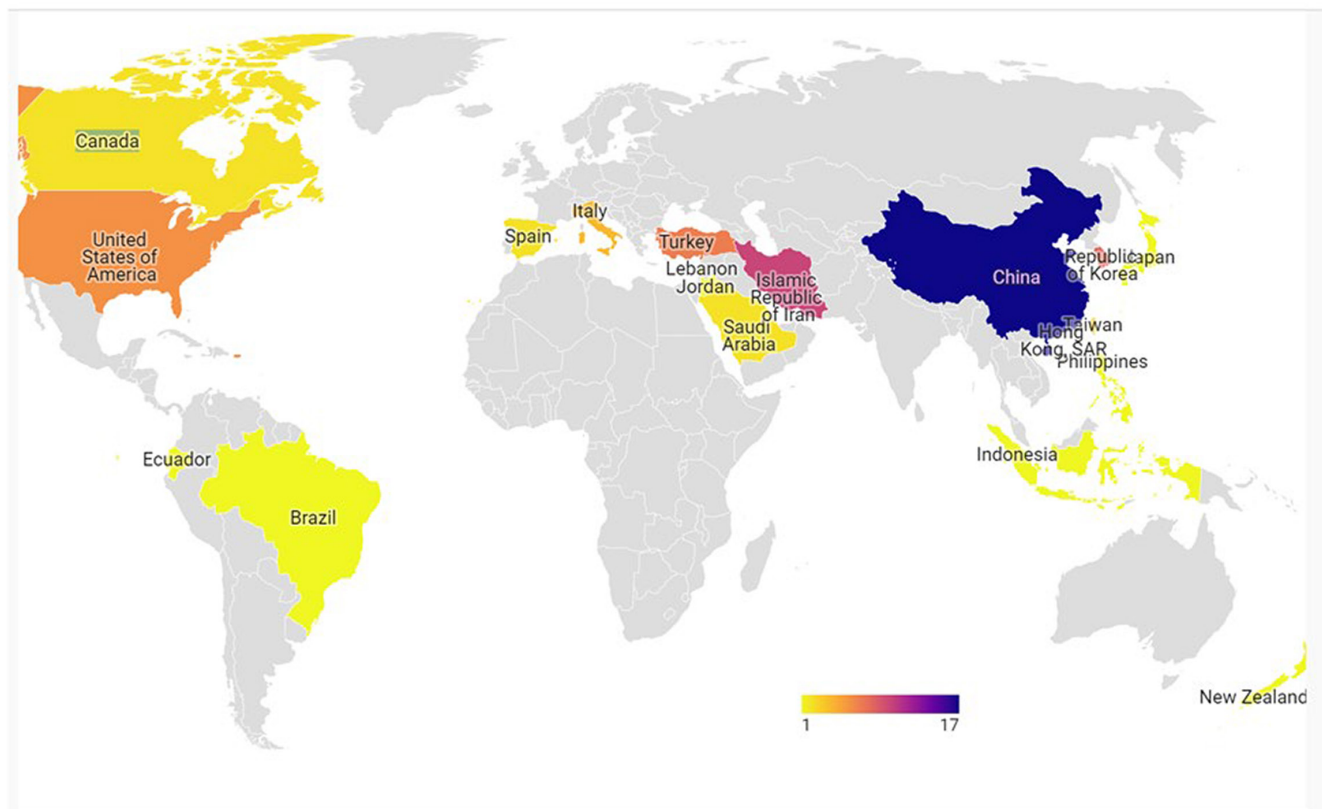 Canada
United
States of
America
Spain
Italy
Turkey
Lebanon
Jordan
Islamic
Republic
of Iran
Saudi
Arabia
China
Republic
of Korea
Japan
Taiwan
Hong
Kong, SAR
Philippines
Ecuador
Brazil
Indonesia
New Zealand
1
17